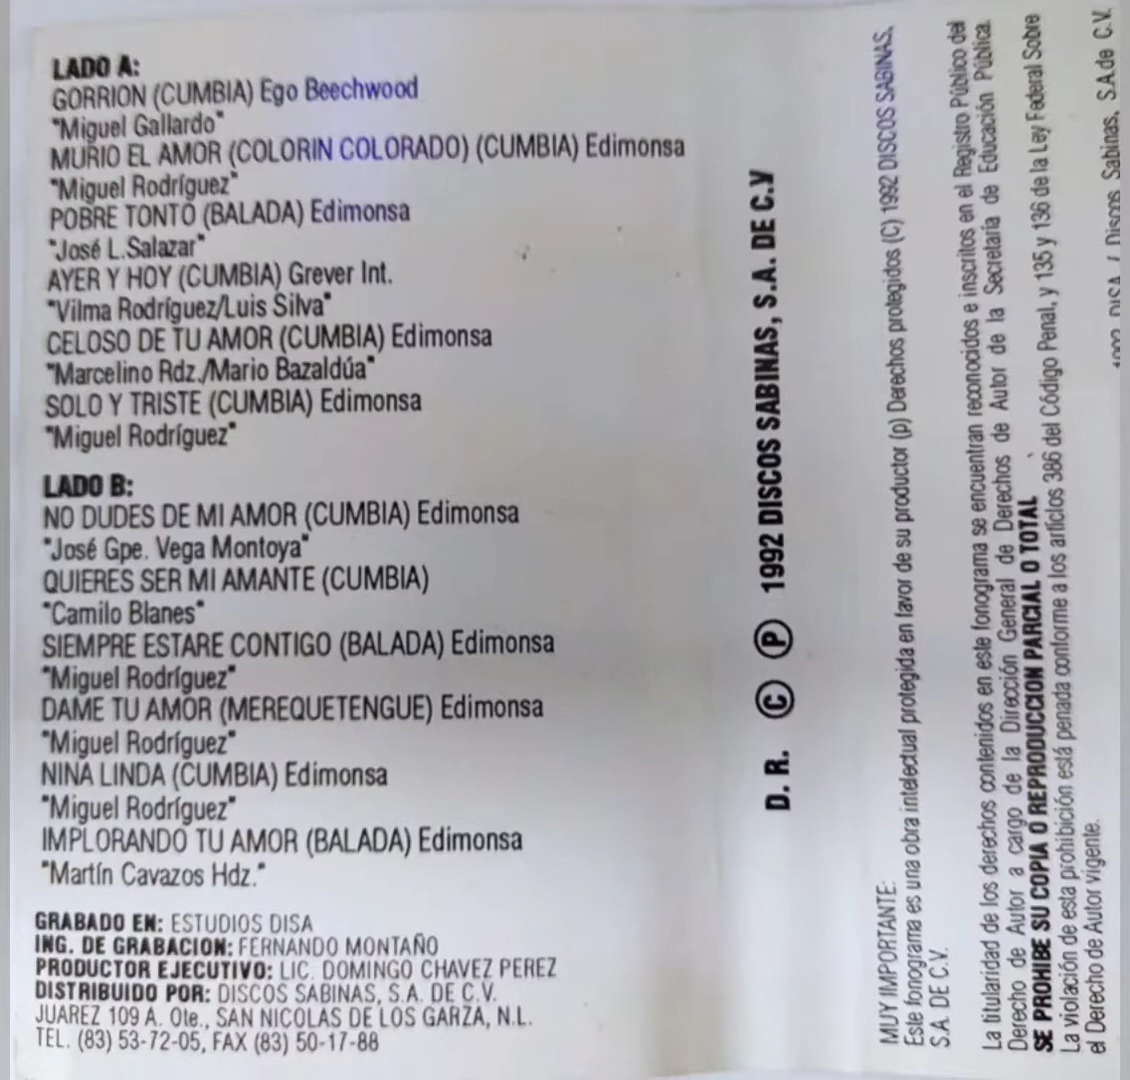 LADO A:
GORRION (CUMBIA) Ego Beechwood
"Miguel Gallardo"
MURIO EL AMOR (COLORIN COLORADO) (CUMBIA) Edimonsa
"Miguel Rodríguez"
POBRE TONTO (BALADA) Edimonsa
"José L.Salazar"
AYER Y HOY (CUMBIA) Grever Int.
"Vilma Rodríguez/Luis Silva"
CELOSO DE TU AMOR (CUMBIA) Edimonsa
"Marcelino Rdz./Mario Bazaldúa"
SOLO Y TRISTE (CUMBIA) Edimonsa
"Miguel Rodríguez"
LADO B:
NO DUDES DE MI AMOR (CUMBIA) Edimonsa
"José Gpe. Vega Montoya"
QUIERES SER MI AMANTE (CUMBIA)
"Camilo Blanes"
SIEMPRE ESTARE CONTIGO (BALADA) Edimonsa
"Miguel Rodríguez"
DAME TU AMOR (MEREQUETENGUE) Edimonsa
"Miguel Rodríguez"
NINA LINDA (CUMBIA) Edimonsa
"Miguel Rodríguez"
IMPLORANDO TU AMOR (BALADA) Edimonsa
"Martín Cavazos Hdz."
GRABADO EN: ESTUDIOS DISA
ING. DE GRABACION: FERNANDO MONTAÑO
PRODUCTOR EJECUTIVO: LIC. DOMINGO CHAVEZ PEREZ
DISTRIBUIDO POR: DISCOS SABINAS, S.A. DE C.V.
JUAREZ 109 A. Ote., SAN NICOLAS DE LOS GARZA, N.L.
TEL. (83) 53-72-05, FAX (83) 50-17-88
D. R. Ⓒ Ⓟ 1992 DISCOS SABINAS, S.A. DE C.V
MUY IMPORTANTE:
Este fonograma es una obra intelectual protegida en favor de su productor (p) Derechos protegidos (C) 1992 DISCOS SABINAS,
S.A. DE C.V.
La titularidad de los derechos contenidos en este fonograma se encuentran reconocidos e inscritos en el Registro Público del
Derecho de Autor a cargo de la Dirección General de Derechos de Autor de la Secretaría de Educación Pública.
SE PROHIBE SU COPIA O REPRODUCCION PARCIAL O TOTAL
La violación de esta prohibición está penada conforme a los artíclos 386 del Código Penal, y 135 y 136 de la Ley Federal Sobre
el Derecho de Autor vigente.
1992 DISA / Discos Sabinas, S.A de C.V.